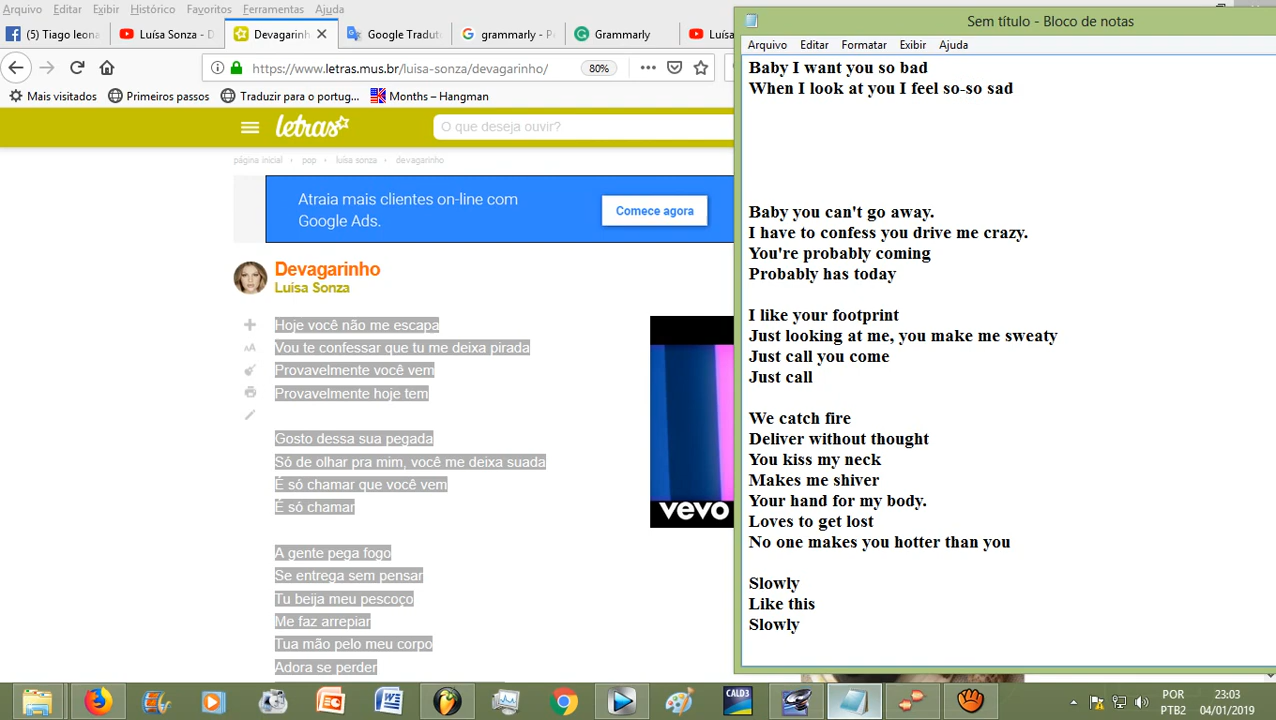 Arquivo Editar Exibir Histórico Favoritos Ferramentas Ajuda
(5) Tiago leona
Luísa Sonza - D
Devagarinh
Google Tradut
grammarly - P
Grammarly
Luís
https://www.letras.mus.br/luisa-sonza/devagarinho/
80%
Mais visitados
Primeiros passos
Traduzir para o portug...
Months – Hangman
letras
O que deseja ouvir?
página inicial › pop › luísa sonza › devagarinho
Atraia mais clientes on-line com
Google Ads.
Comece agora
Devagarinho
Luísa Sonza
Hoje você não me escapa
Vou te confessar que tu me deixa pirada
Provavelmente você vem
Provavelmente hoje tem
Gosto dessa sua pegada
Só de olhar pra mim, você me deixa suada
É só chamar que você vem
É só chamar
A gente pega fogo
Se entrega sem pensar
Tu beija meu pescoço
Me faz arrepiar
Tua mão pelo meu corpo
Adora se perder
AA
vevo
Sem título - Bloco de notas
Arquivo Editar Formatar Exibir Ajuda
Baby I want you so bad
When I look at you I feel so-so sad
Baby you can't go away.
I have to confess you drive me crazy.
You're probably coming
Probably has today
I like your footprint
Just looking at me, you make me sweaty
Just call you come
Just call
We catch fire
Deliver without thought
You kiss my neck
Makes me shiver
Your hand for my body.
Loves to get lost
No one makes you hotter than you
Slowly
Like this
Slowly
CALD3
POR
PTB2
23:03
04/01/2019